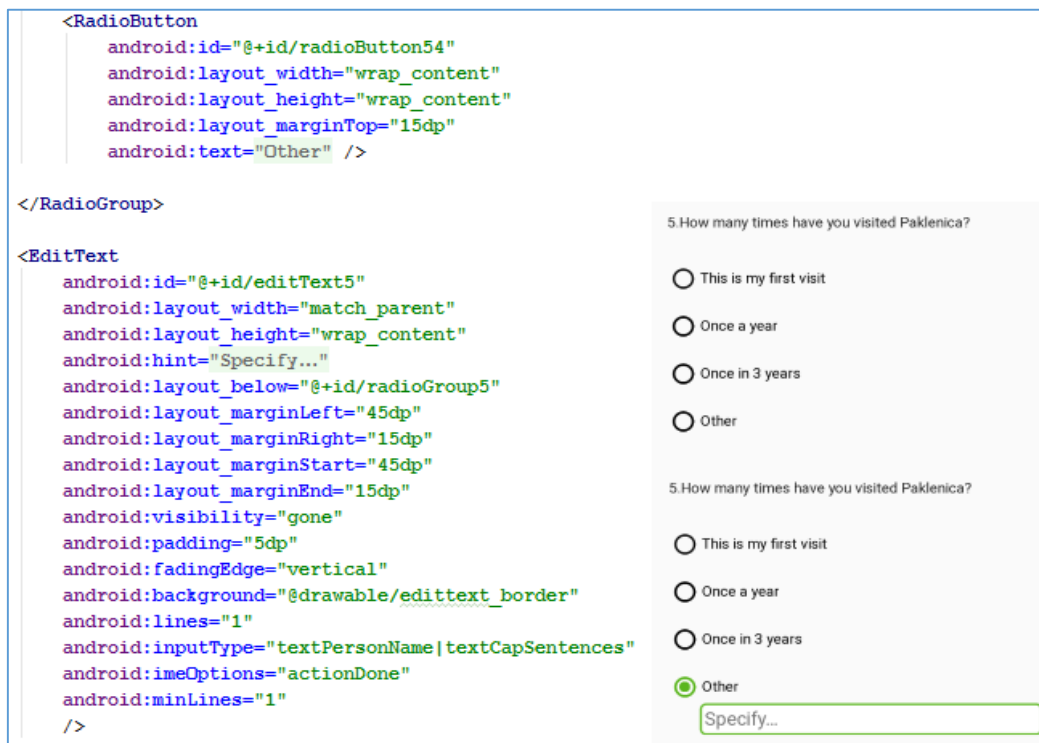 <RadioButton
android:id="@+id/radioButton54"
android:layout_width="wrap_content"
android:layout_height="wrap_content"
android:layout_marginTop="15dp"
android:text="Other" />
</RadioGroup>
<EditText
android:id="@+id/editText5"
android:layout_width="match_parent"
android:layout_height="wrap_content"
android:hint="Specify..."
android:layout_below="@+id/radioGroup5"
android:layout_marginLeft="45dp"
android:layout_marginRight="15dp"
android:layout_marginStart="45dp"
android:layout_marginEnd="15dp"
android:visibility="gone"
android:padding="5dp"
android:fadingEdge="vertical"
android:background="@drawable/edittext_border"
android:lines="1"
android:inputType="textPersonName|textCapSentences"
android:imeOptions="actionDone"
android:minLines="1"
/>
5.How many times have you visited Paklenica?
This is my first visit
Once a year
Once in 3 years
Other
5.How many times have you visited Paklenica?
This is my first visit
Once a year
Once in 3 years
Other
Specify...